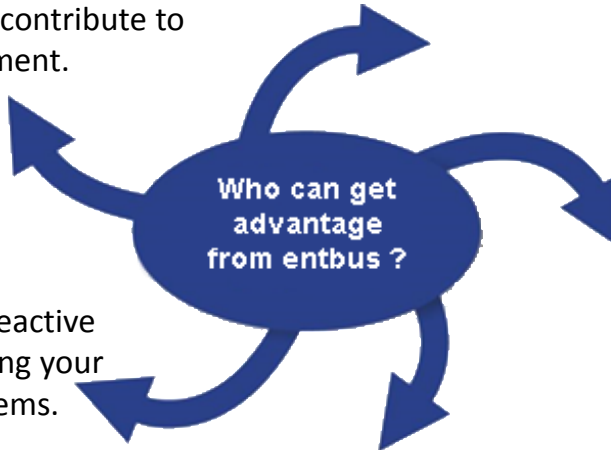 contribute to
ment.
Who can get
advantage
from entbus ?
eactive
ng your
ems.